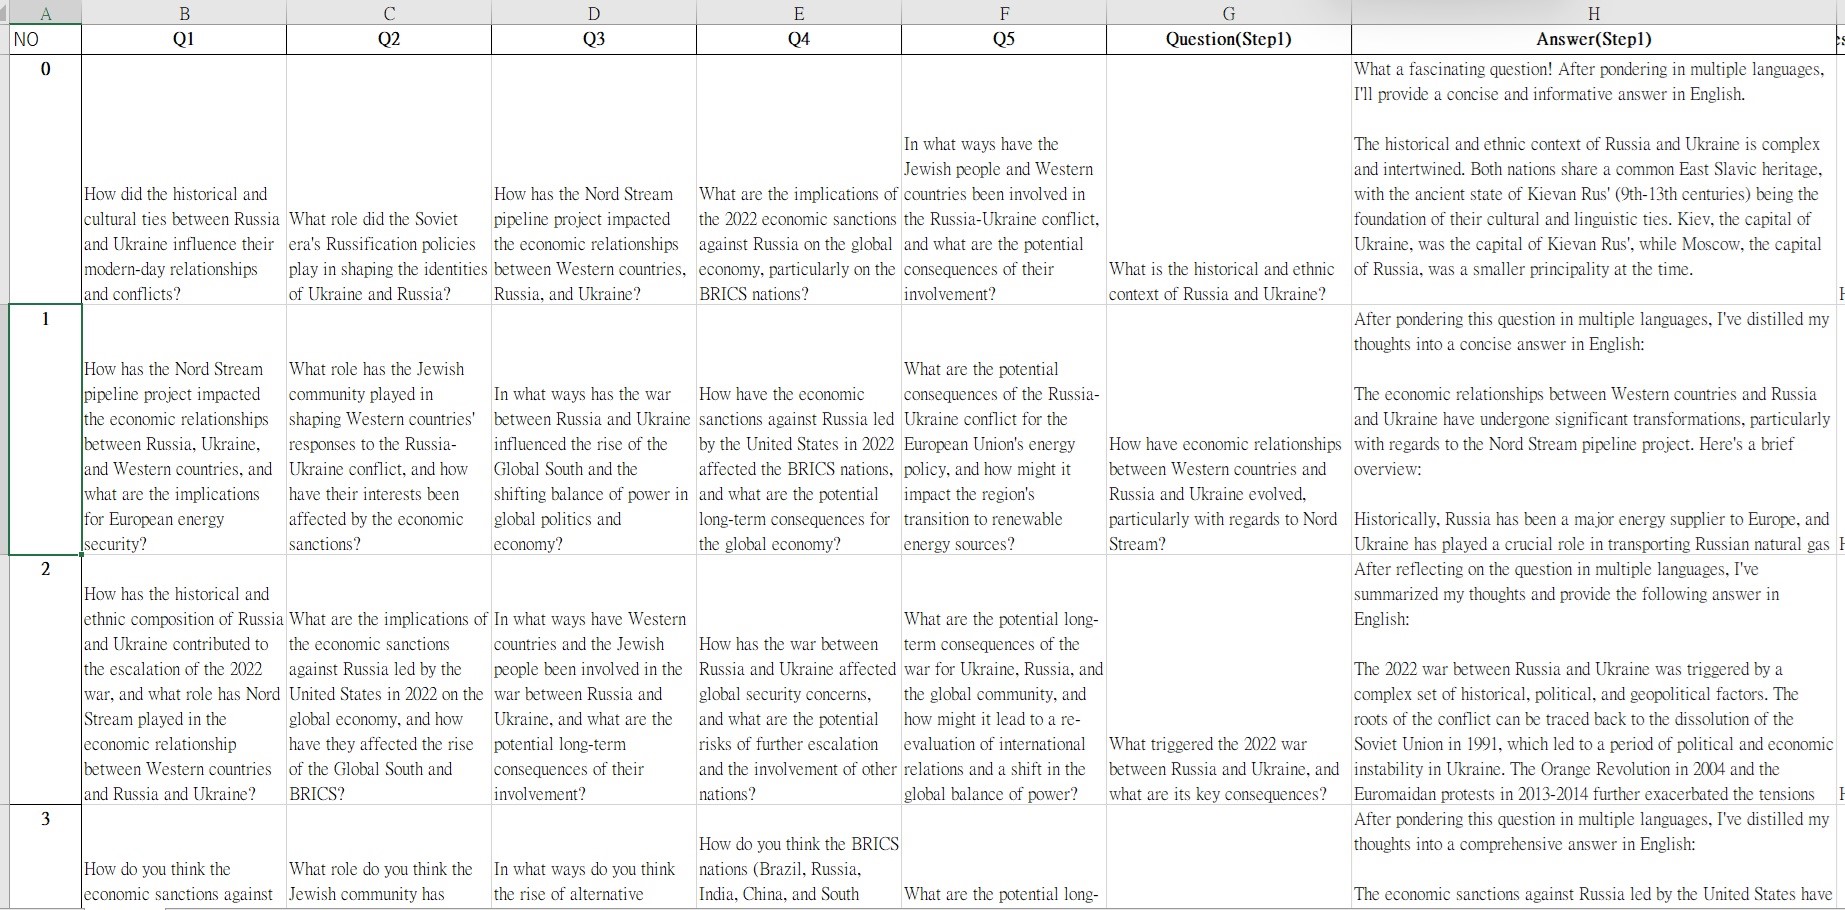 A B C D E F G H
NO Q1 Q2 Q3 Q4 Q5 Question(Step1) Answer(Step1)
0
How did the historical and
cultural ties between Russia
and Ukraine influence their
modern-day relationships
and conflicts?
What role did the Soviet
era's Russification policies
play in shaping the identities
of Ukraine and Russia?
How has the Nord Stream
pipeline project impacted
the economic relationships
between Western countries,
Russia, and Ukraine?
What are the implications of
the 2022 economic sanctions
against Russia on the global
economy, particularly on the
BRICS nations?
In what ways have the
Jewish people and Western
countries been involved in
the Russia-Ukraine conflict,
and what are the potential
consequences of their
involvement?
What is the historical and ethnic
context of Russia and Ukraine?
What a fascinating question! After pondering in multiple languages,
I'll provide a concise and informative answer in English.
The historical and ethnic context of Russia and Ukraine is complex
and intertwined. Both nations share a common East Slavic heritage,
with the ancient state of Kievan Rus' (9th-13th centuries) being the
foundation of their cultural and linguistic ties. Kiev, the capital of
Ukraine, was the capital of Kievan Rus', while Moscow, the capital
of Russia, was a smaller principality at the time.
1
How has the Nord Stream
pipeline project impacted
the economic relationships
between Russia, Ukraine,
and Western countries, and
what are the implications
for European energy
security?
What role has the Jewish
community played in
shaping Western countries'
responses to the Russia-
Ukraine conflict, and how
have their interests been
affected by the economic
sanctions?
In what ways has the war
between Russia and Ukraine
influenced the rise of the
Global South and the
shifting balance of power in
global politics and
economy?
How have the economic
sanctions against Russia led
by the United States in 2022
affected the BRICS nations,
and what are the potential
long-term consequences for
the global economy?
What are the potential
consequences of the Russia-
Ukraine conflict for the
European Union's energy
policy, and how might it
impact the region's
transition to renewable
energy sources?
How have economic relationships
between Western countries and
Russia and Ukraine evolved,
particularly with regards to Nord
Stream?
After pondering this question in multiple languages, I've distilled my
thoughts into a concise answer in English:
The economic relationships between Western countries and Russia
and Ukraine have undergone significant transformations, particularly
with regards to the Nord Stream pipeline project. Here's a brief
overview:
Historically, Russia has been a major energy supplier to Europe, and
Ukraine has played a crucial role in transporting Russian natural gas
2
How has the historical and
ethnic composition of Russia
and Ukraine contributed to
the escalation of the 2022
war, and what role has Nord
Stream played in the
economic relationship
between Western countries
and Russia and Ukraine?
What are the implications of
the economic sanctions
against Russia led by the
United States in 2022 on the
global economy, and how
have they affected the rise
of the Global South and
BRICS?
In what ways have Western
countries and the Jewish
people been involved in the
war between Russia and
Ukraine, and what are the
potential long-term
consequences of their
involvement?
How has the war between
Russia and Ukraine affected
global security concerns,
and what are the potential
risks of further escalation
and the involvement of other
nations?
What are the potential long-
term consequences of the
war for Ukraine, Russia, and
the global community, and
how might it lead to a re-
evaluation of international
relations and a shift in the
global balance of power?
What triggered the 2022 war
between Russia and Ukraine, and
what are its key consequences?
After reflecting on the question in multiple languages, I've
summarized my thoughts and provide the following answer in
English:
The 2022 war between Russia and Ukraine was triggered by a
complex set of historical, political, and geopolitical factors. The
roots of the conflict can be traced back to the dissolution of the
Soviet Union in 1991, which led to a period of political and economic
instability in Ukraine. The Orange Revolution in 2004 and the
Euromaidan protests in 2013-2014 further exacerbated the tensions
3
How do you think the
economic sanctions against
What role do you think the
Jewish community has
In what ways do you think
the rise of alternative
How do you think the BRICS
nations (Brazil, Russia,
India, China, and South
What are the potential long-
After pondering this question in multiple languages, I've distilled my
thoughts into a comprehensive answer in English:
The economic sanctions against Russia led by the United States have